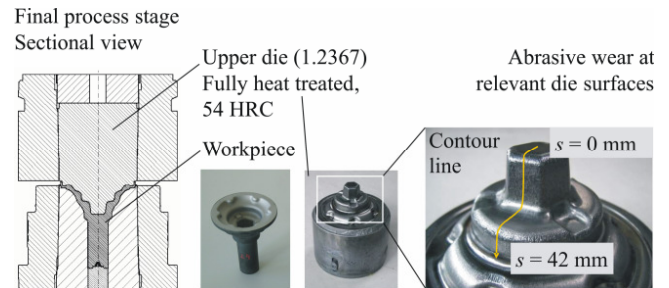 Final process stage
Sectional view
Upper die (1.2367)
Fully heat treated,
54 HRC
Workpiece
Abrasive wear at
relevant die surfaces
Contour
line
s = 0 mm
s = 42 mm